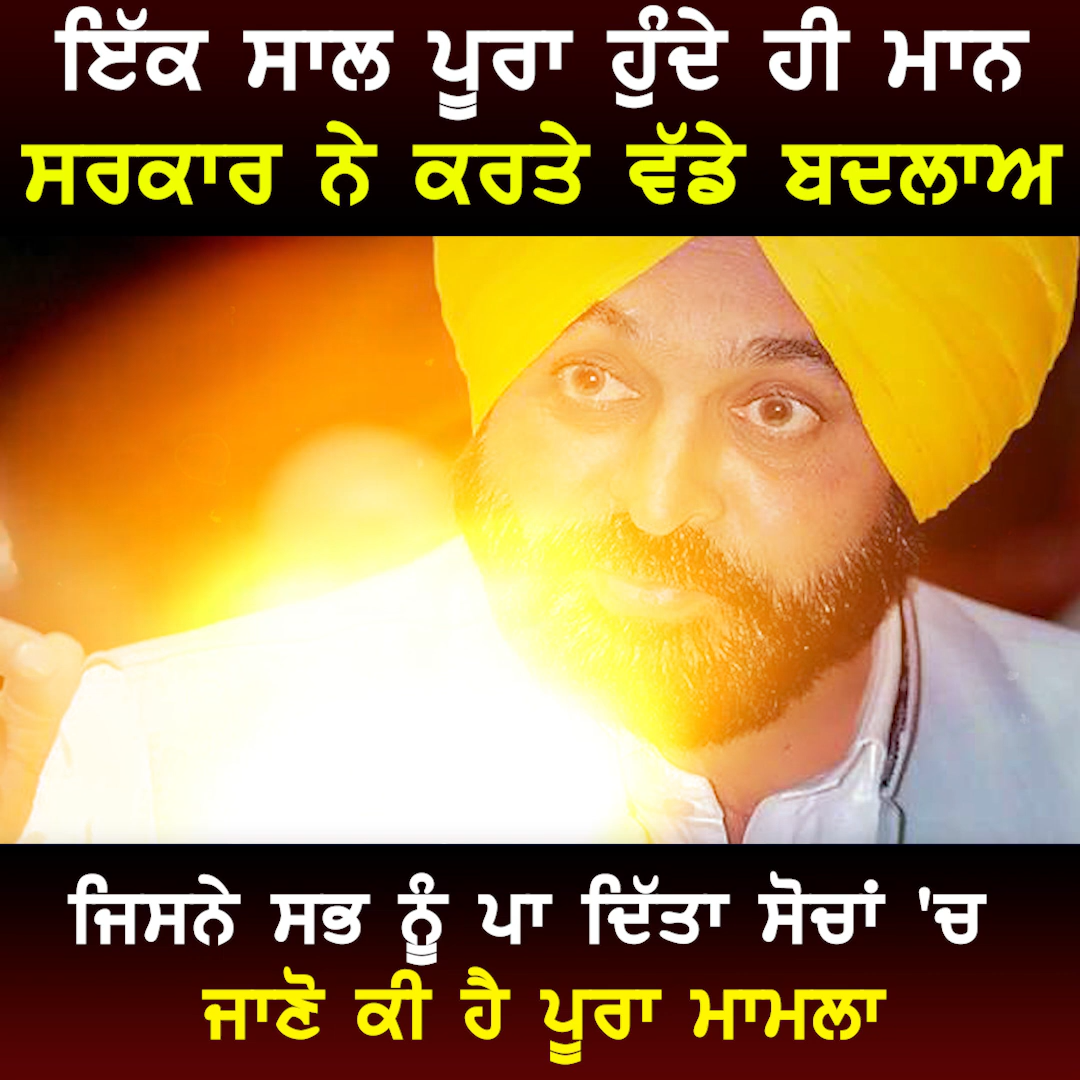 ਇੱਕ ਸਾਲ ਪੂਰਾ ਹੁੰਦੇ ਹੀ ਮਾਨ
ਸਰਕਾਰ ਨੇ ਕਰਤੇ ਵੱਡੇ ਬਦਲਾਅ
ਜਿਸਨੇ ਸਭ ਨੂੰ ਪਾ ਦਿੱਤਾ ਸੋਚਾਂ 'ਚ
ਜਾਣੋ ਕੀ ਹੈ ਪੂਰਾ ਮਾਮਲਾ